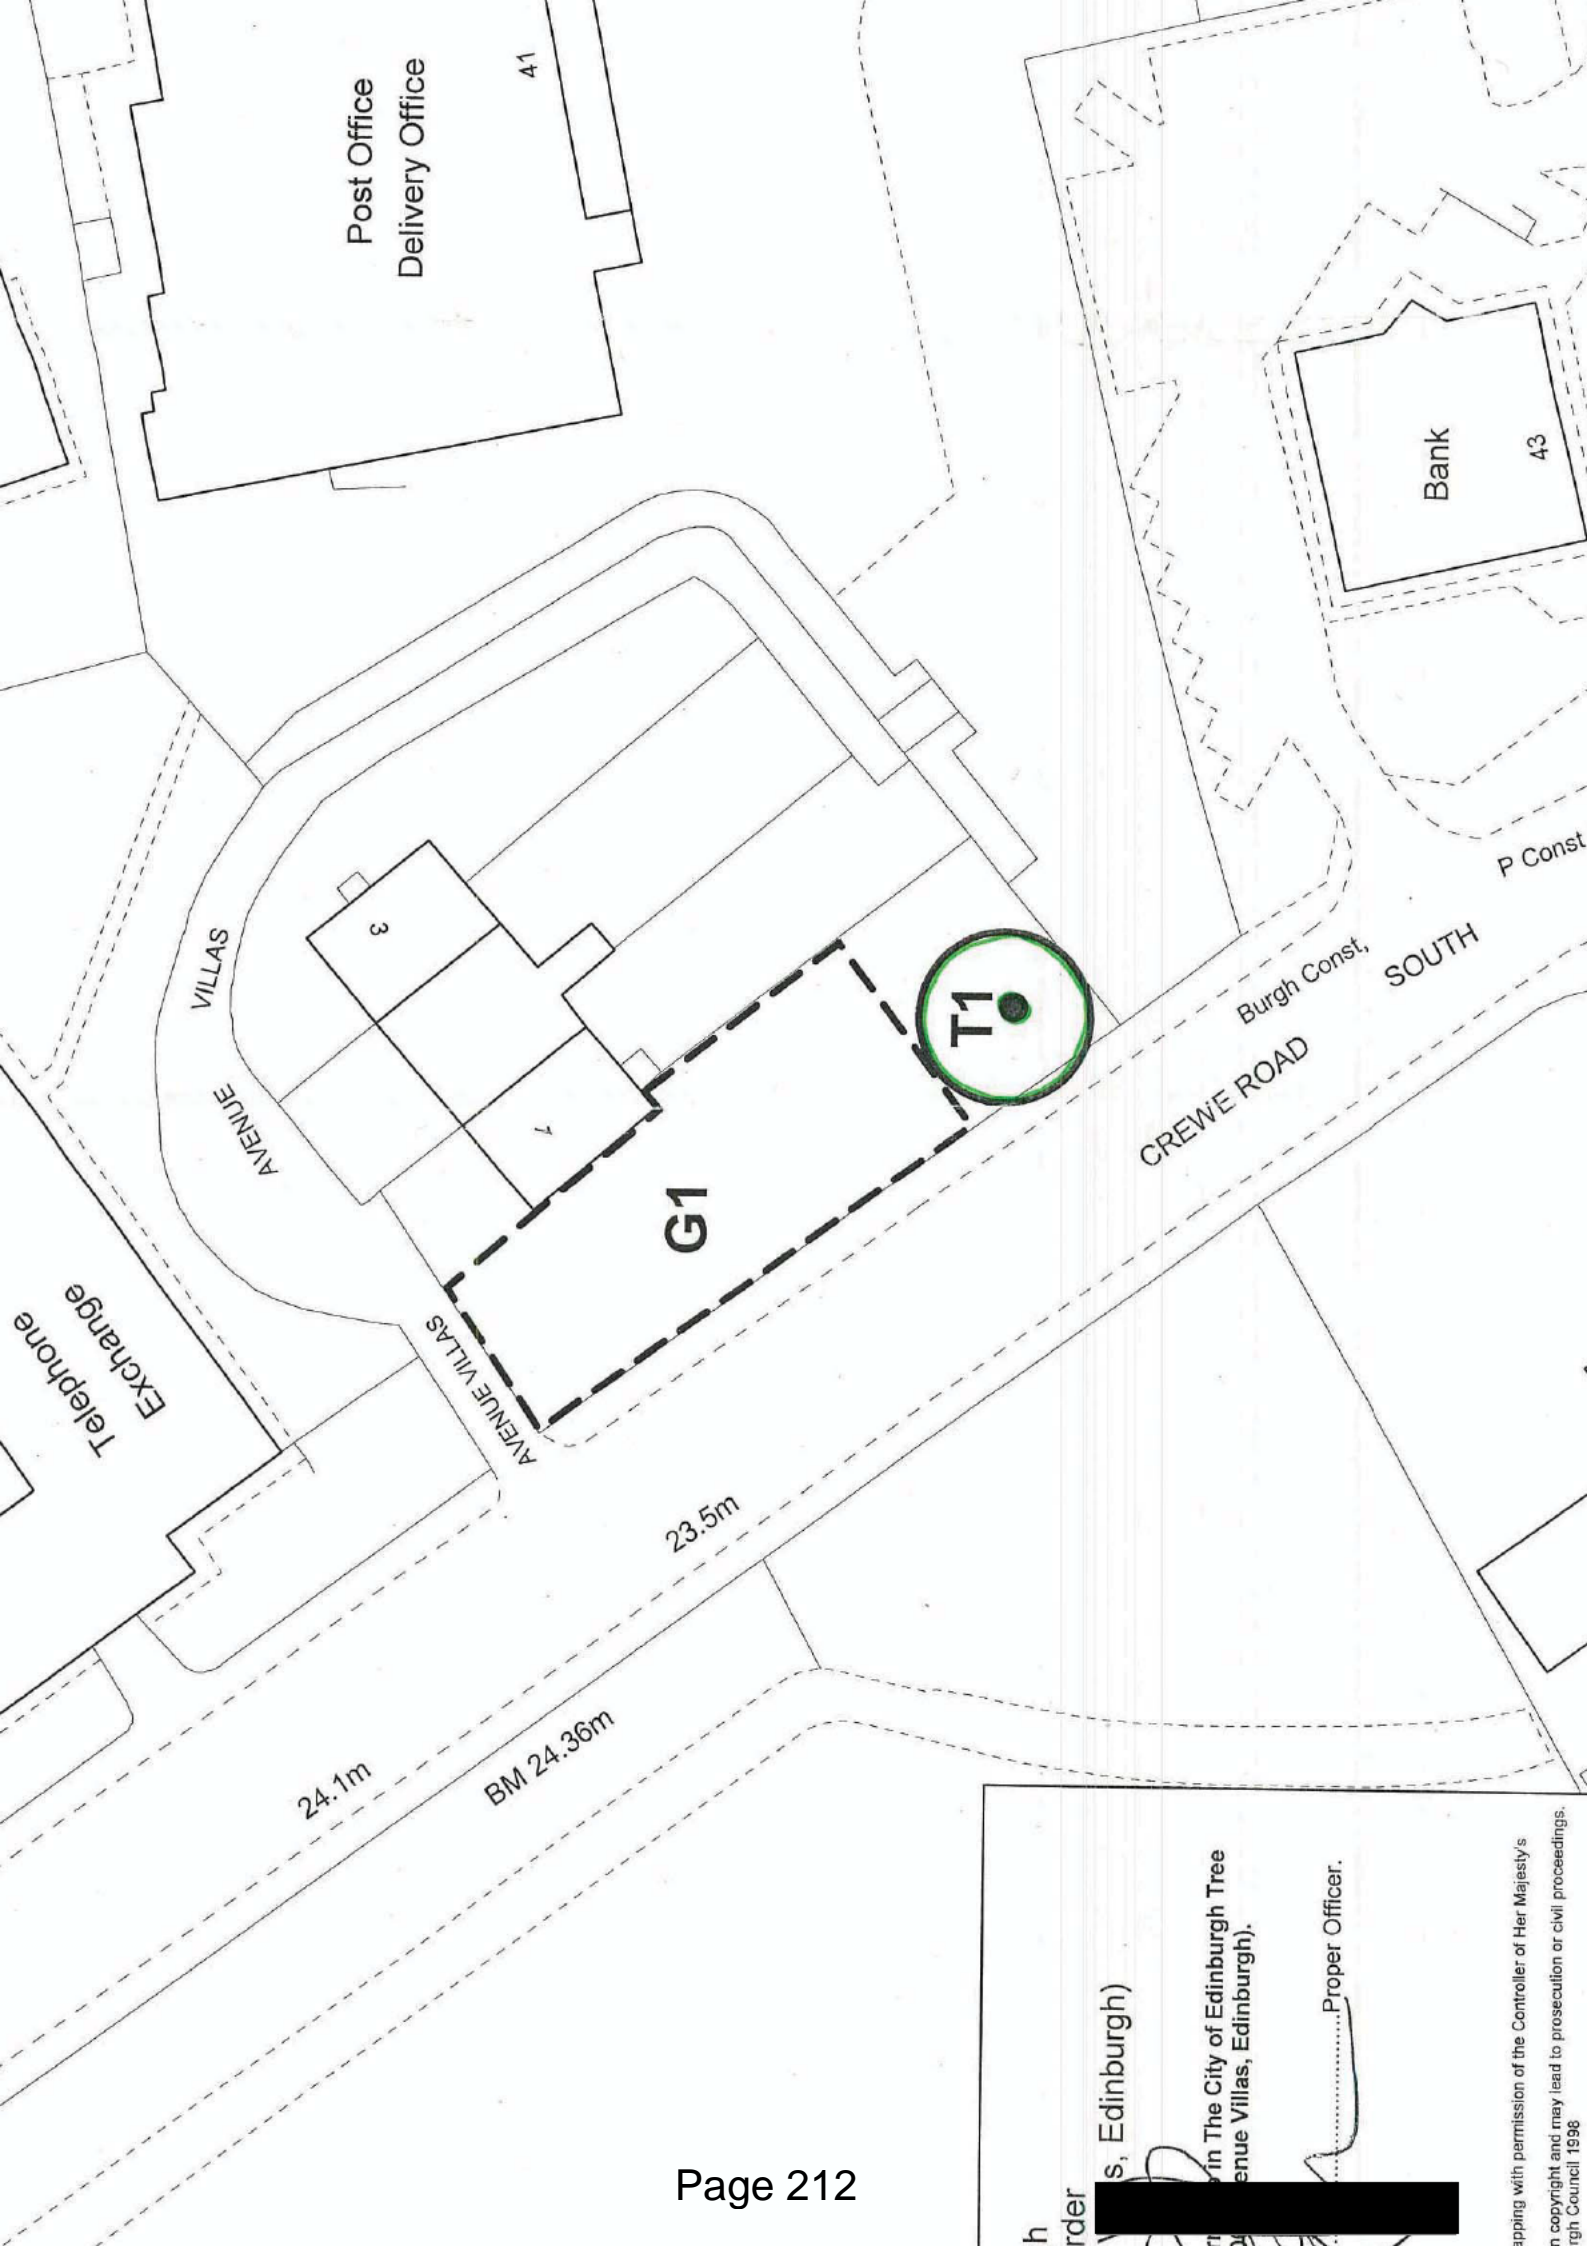 Post Office
Delivery Office
41
Bank
43
VILLAS
AVENUE
3
7
T1
G1
AVENUE VILLAS
Telephone
Exchange
P Const
Burgh Const,
CREWE ROAD
SOUTH
23.5m
24.1m
BM 24.36m
h
rder
s, Edinburgh)
in The City of Edinburgh Tree
enue Villas, Edinburgh).
Proper Officer.
apping with permission of the Controller of Her Majesty's
n copyright and may lead to prosecution or civil proceedings.
rgh Council 1998
Page 212